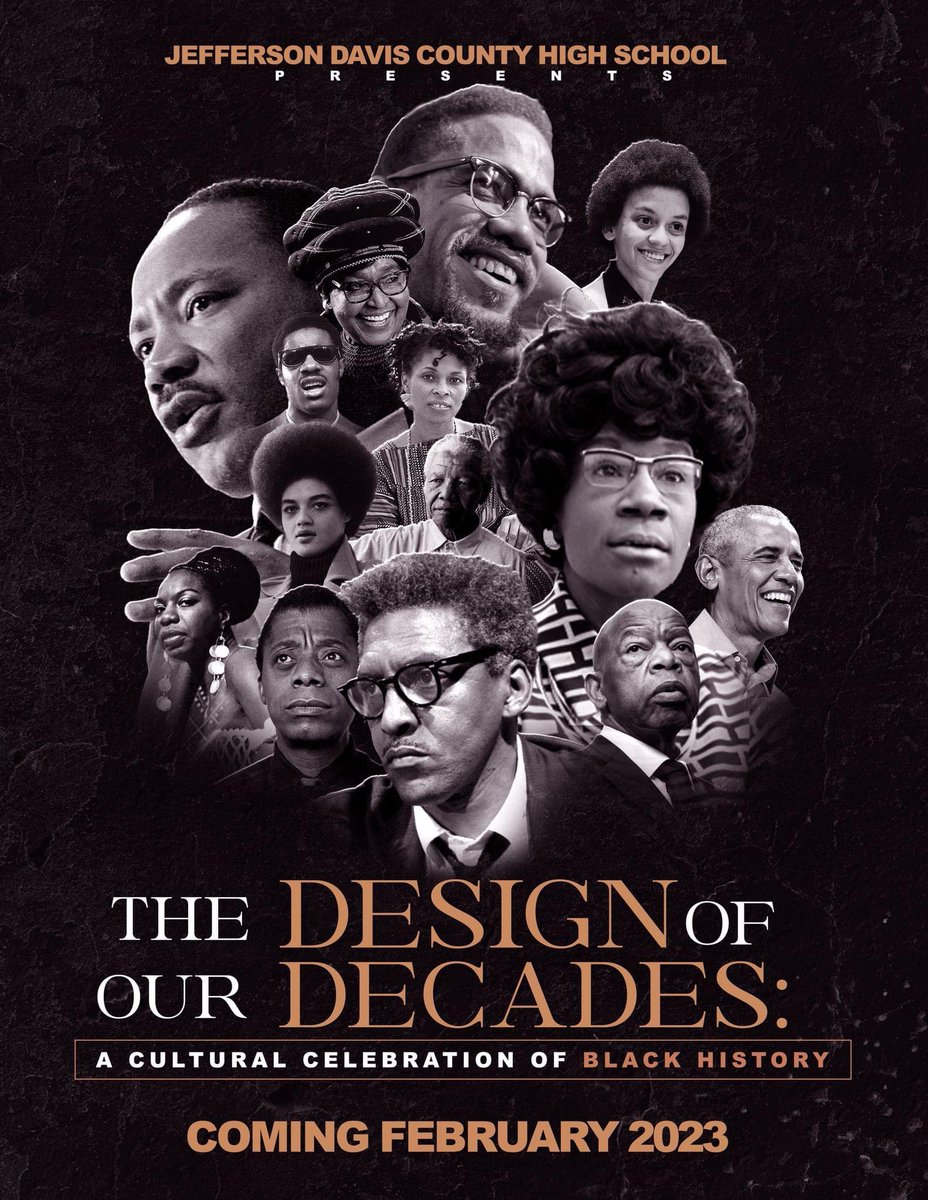 JEFFERSON DAVIS COUNTY HIGH SCHOOL
PRESENTS
THE DESIGN OF
OUR DECADES:
A CULTURAL CELEBRATION OF BLACK HISTORY
COMING FEBRUARY 2023